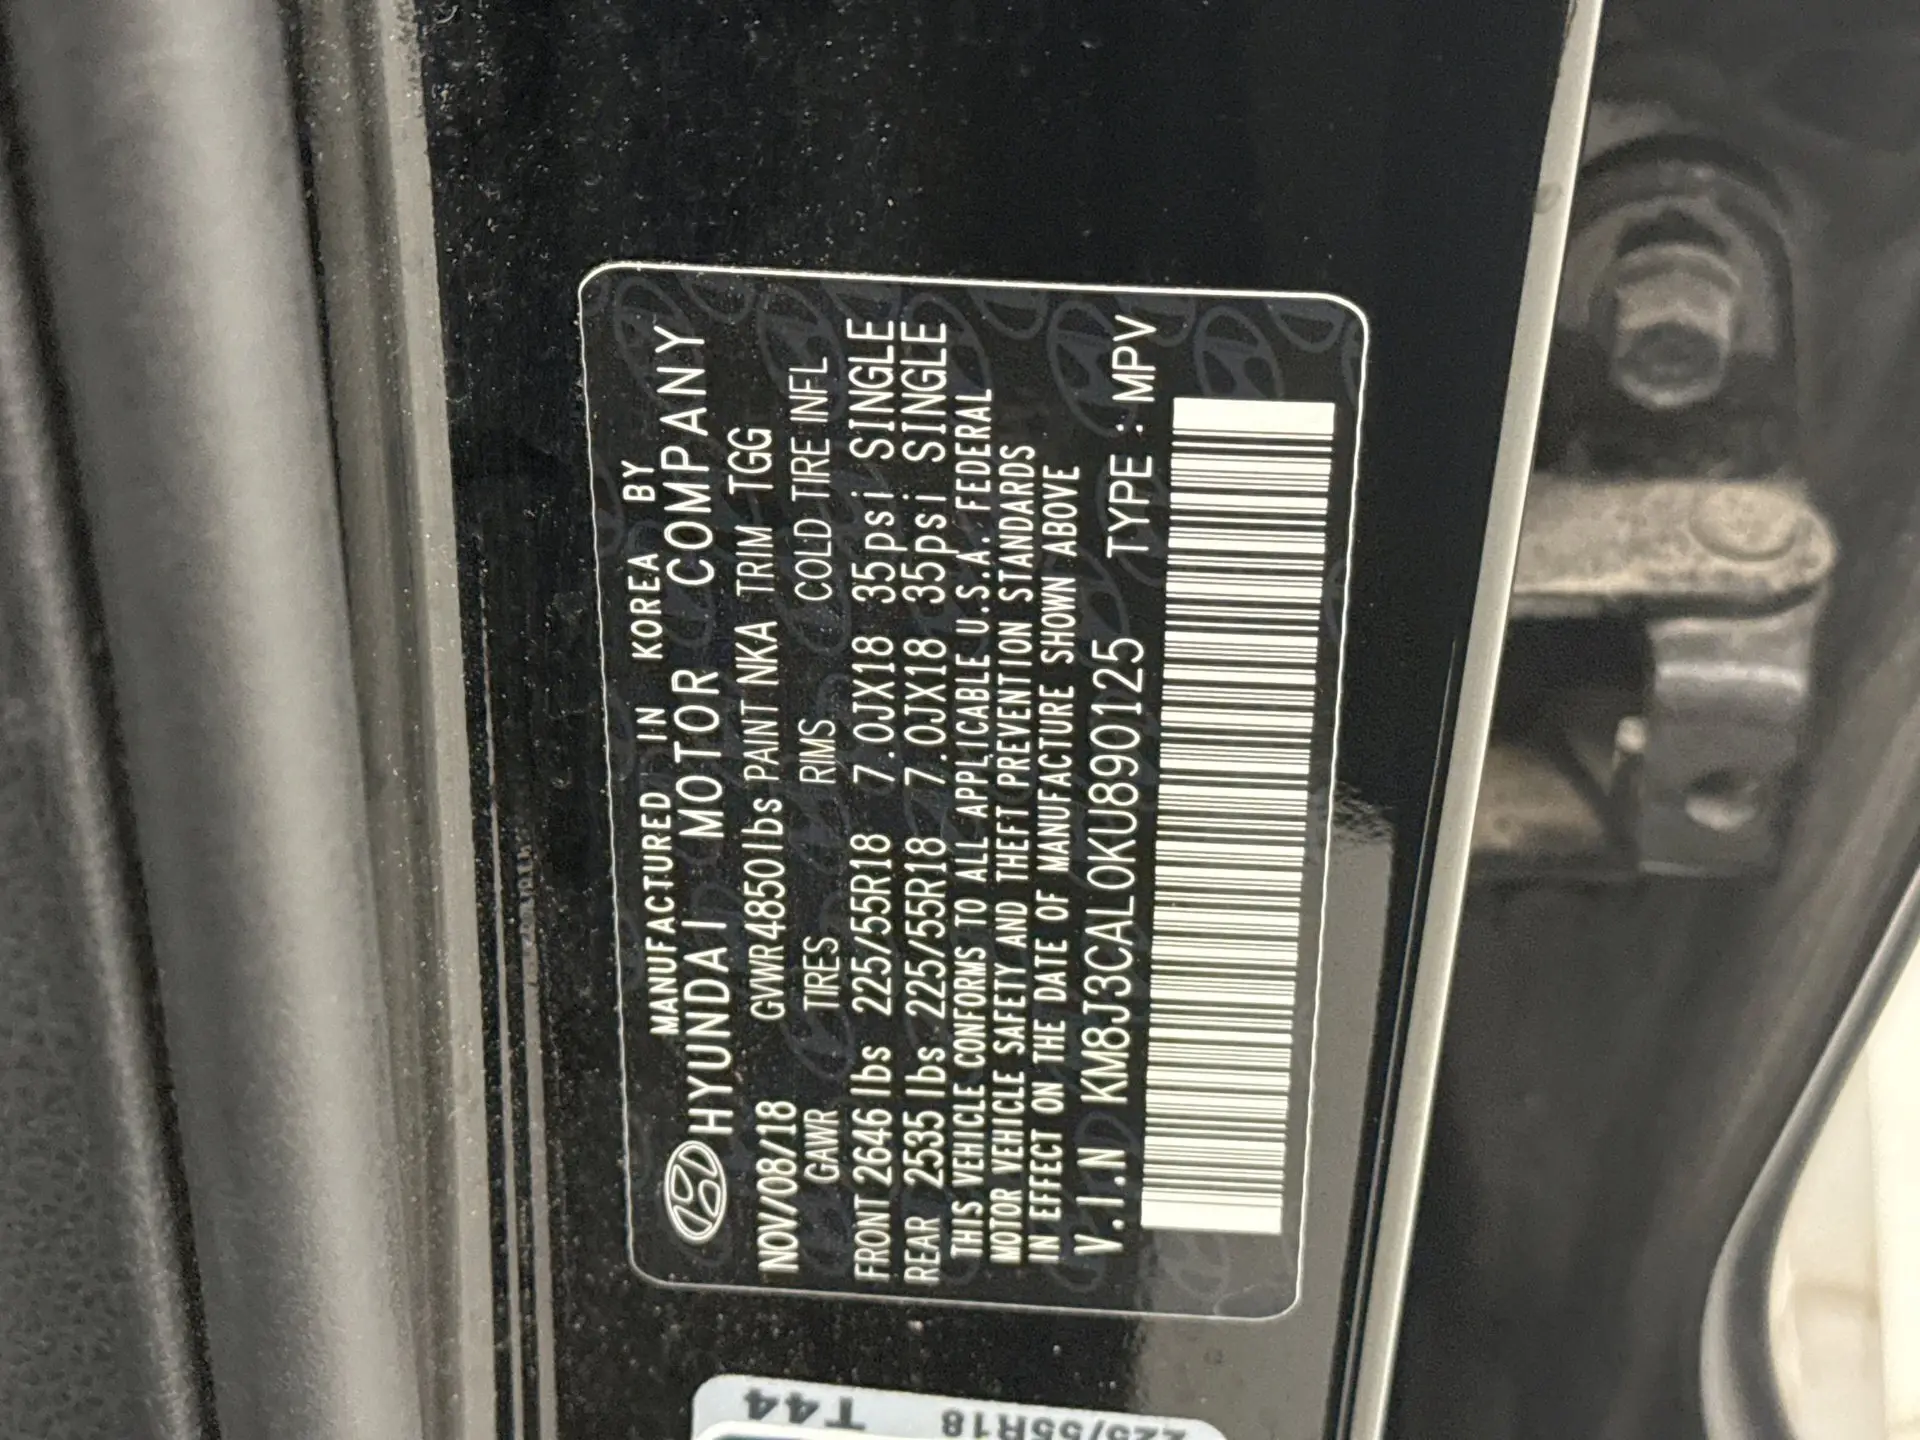 MANUFACTURED IN KOREA BY
HYUNDAI MOTOR COMPANY
NOV/08/18 GVWR4850lbs PAINT NKA TRIM TGG
GAWR TIRES RIMS COLD TIRE INFL
FRONT 2646 lbs 225/55R18 7.0JX18 35psi SINGLE
REAR 2535 lbs 225/55R18 7.0JX18 35psi SINGLE
THIS VEHICLE CONFORMS TO ALL APPLICABLE U.S.A. FEDERAL
MOTOR VEHICLE SAFETY AND THEFT PREVENTION STANDARDS
IN EFFECT ON THE DATE OF MANUFACTURE SHOWN ABOVE
V.I.N KM8J3CAL0KU890125 TYPE : MPV
T44
225/55R18